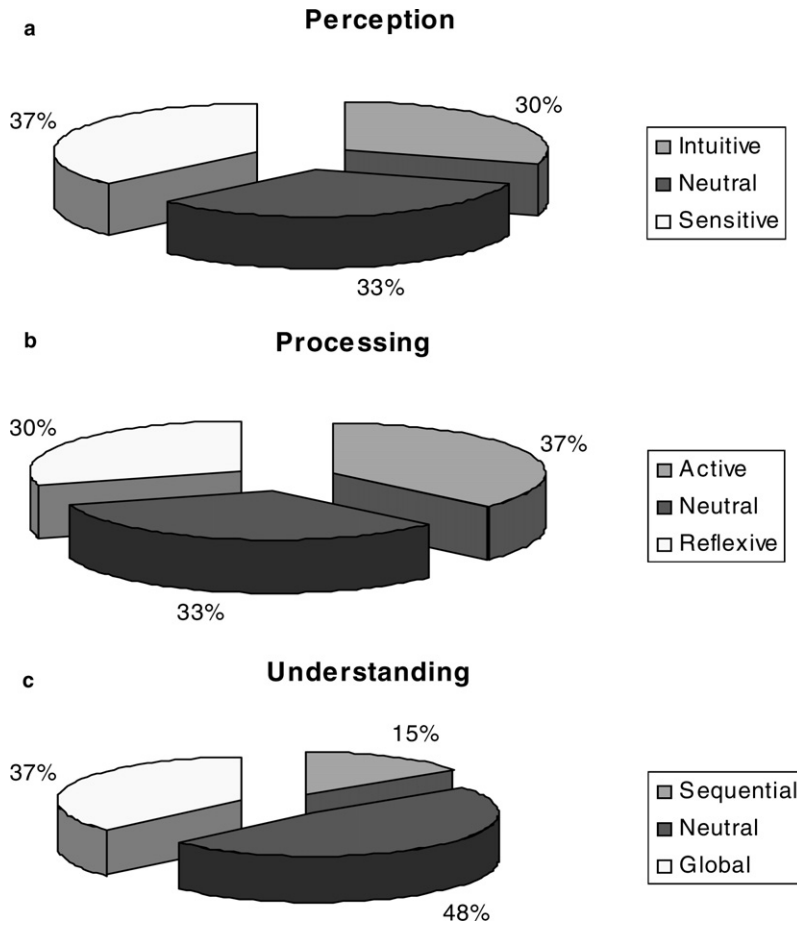 a
Perception
37%
30%
33%
Intuitive
Neutral
Sensitive
b
Processing
30%
37%
33%
Active
Neutral
Reflexive
c
Understanding
15%
37%
48%
Sequential
Neutral
Global